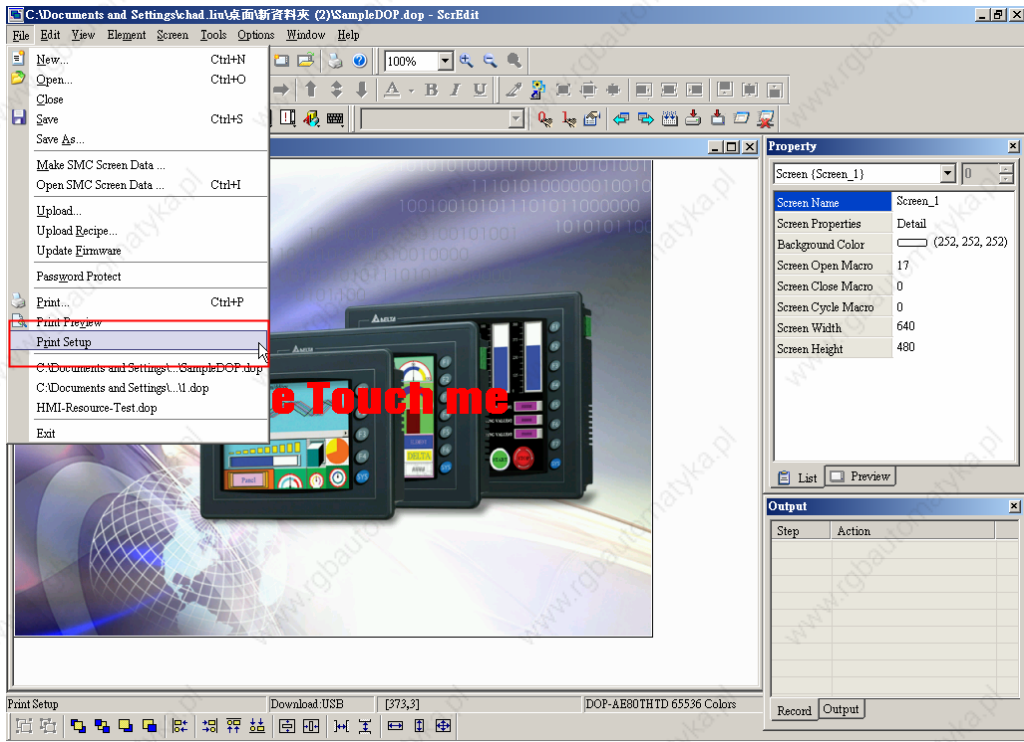 C:\Documents and Settings\chad.liu\桌面\新資料夾 (2)\SampleDOP.dop - ScrEdit
File Edit View Element Screen Tools Options Window Help
New... Ctrl+N
Open... Ctrl+O
Close
Save Ctrl+S
Save As...
Make SMC Screen Data ...
Open SMC Screen Data ... Ctrl+I
Upload...
Upload Recipe...
Update Firmware
Password Protect
Print... Ctrl+P
Print Preview
Print Setup
C:\Documents and Settings\...\SampleDOP.dop
C:\Documents and Settings\...\1.dop
HMI-Resource-Test.dop
Exit
100%
A B I U
e Touch me
DELTA
DELTA
Property
Screen {Screen_1} 0
Screen Name Screen_1
Screen Properties Detail
Background Color (252, 252, 252)
Screen Open Macro 17
Screen Close Macro 0
Screen Cycle Macro 0
Screen Width 640
Screen Height 480
List Preview
Output
Step Action
Record Output
Print Setup Download:USB [373,3] DOP-AE80THTD 65536 Colors
www.rgbautomatyka.pl